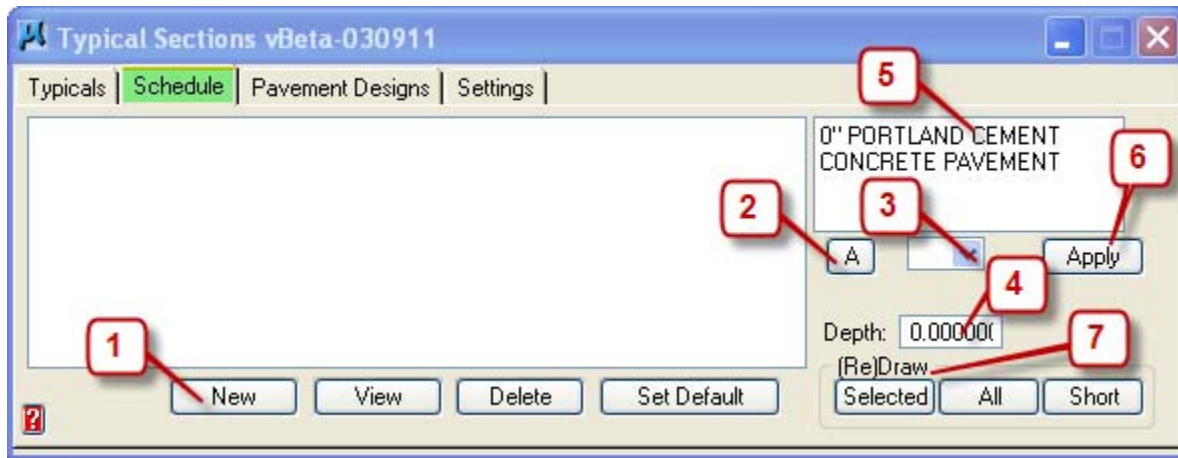 Typical Sections vBeta-030911
Typicals Schedule Pavement Designs Settings
5
0" PORTLAND CEMENT
CONCRETE PAVEMENT
6
2
3
A
Apply
4
1
Depth: 0.000000(
7
(Re)Draw
New View Delete Set Default
Selected All Short
?